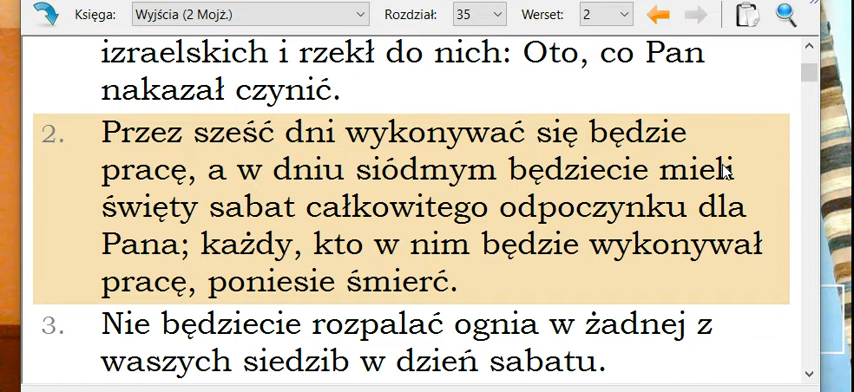 Księga: Wyjścia (2 Mojż.) Rozdział: 35 Werset: 2
izraelskich i rzekł do nich: Oto, co Pan
nakazał czynić.
2. Przez sześć dni wykonywać się będzie
pracę, a w dniu siódmym będziecie mieli
święty sabat całkowitego odpoczynku dla
Pana; każdy, kto w nim będzie wykonywał
pracę, poniesie śmierć.
3. Nie będziecie rozpalać ognia w żadnej z
waszych siedzib w dzień sabatu.